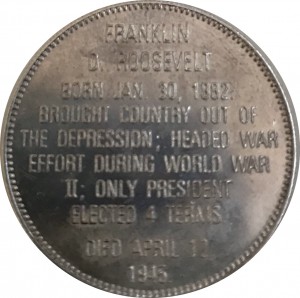 FRANKLIN
D. ROOSEVELT
BORN JAN. 30, 1882.
BROUGHT COUNTRY OUT OF
THE DEPRESSION; HEADED WAR
EFFORT DURING WORLD WAR
II; ONLY PRESIDENT
ELECTED 4 TERMS
DIED APRIL 12
1945